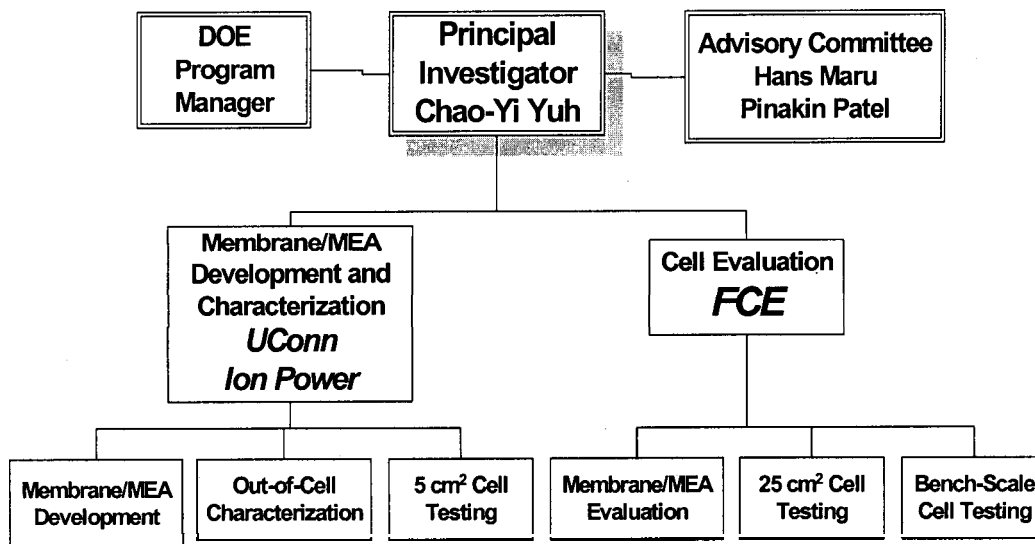 DOE
Program
Manager
Principal
Investigator
Chao-Yi Yuh
Advisory Committee
Hans Maru
Pinakin Patel
Membrane/MEA
Development and
Characterization
UConn
Ion Power
Cell Evaluation
FCE
Membrane/MEA
Development
Out-of-Cell
Characterization
5 cm² Cell
Testing
Membrane/MEA
Evaluation
25 cm² Cell
Testing
Bench-Scale
Cell Testing